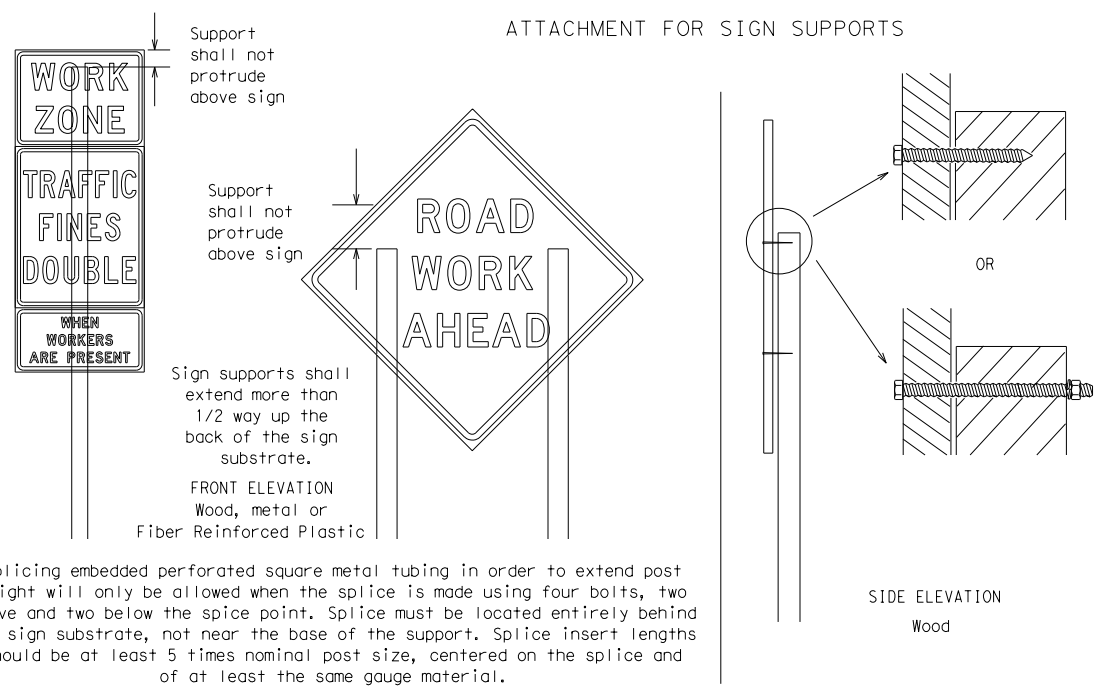 ATTACHMENT FOR SIGN SUPPORTS
Support
shall not
protrude
above sign
WORK
ZONE
TRAFFIC
FINES
DOUBLE
WHEN
WORKERS
ARE PRESENT
Support
shall not
protrude
above sign
ROAD
WORK
AHEAD
Sign supports shall
extend more than
1/2 way up the
back of the sign
substrate.
FRONT ELEVATION
Wood, metal or
Fiber Reinforced Plastic
OR
SIDE ELEVATION
Wood
plicing embedded perforated square metal tubing in order to extend post
ight will only be allowed when the splice is made using four bolts, two
ve and two below the spice point. Splice must be located entirely behind
sign substrate, not near the base of the support. Splice insert lengths
hould be at least 5 times nominal post size, centered on the splice and
of at least the same gauge material.